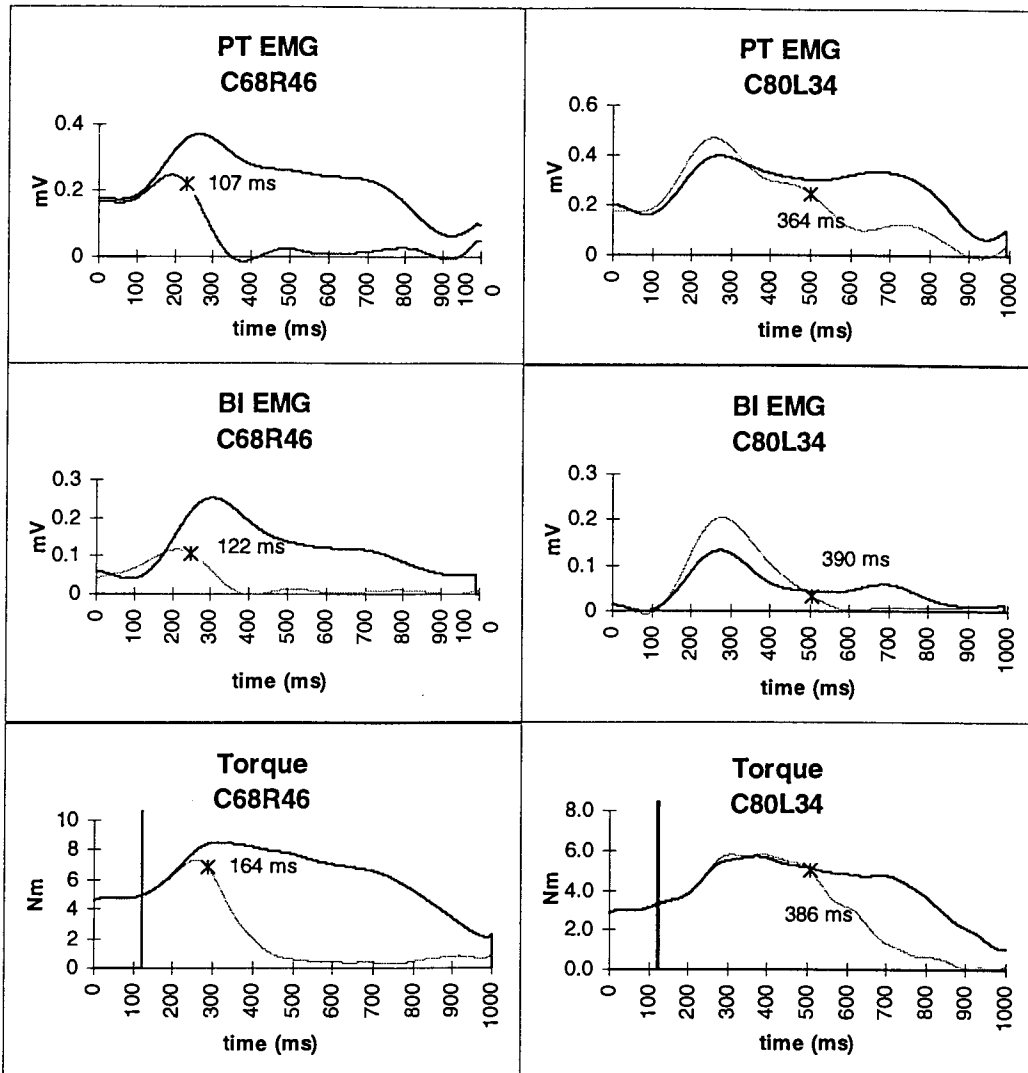 PT EMG
C68R46
0.4
0.2
0
mV
107 ms
0 100 200 300 400 500 600 700 800 900 100 0
time (ms)
PT EMG
C80L34
0.6
0.4
0.2
0
mV
364 ms
0 100 200 300 400 500 600 700 800 900 1000
time (ms)
BI EMG
C68R46
0.3
0.2
0.1
0
mV
122 ms
0 100 200 300 400 500 600 700 800 900 100 0
time (ms)
BI EMG
C80L34
0.3
0.2
0.1
0
mV
390 ms
0 100 200 300 400 500 600 700 800 900 1000
time (ms)
Torque
C68R46
10
8
6
4
2
0
Nm
164 ms
0 100 200 300 400 500 600 700 800 900 1000
time (ms)
Torque
C80L34
8.0
6.0
4.0
2.0
0.0
Nm
386 ms
0 100 200 300 400 500 600 700 800 900 1000
time (ms)